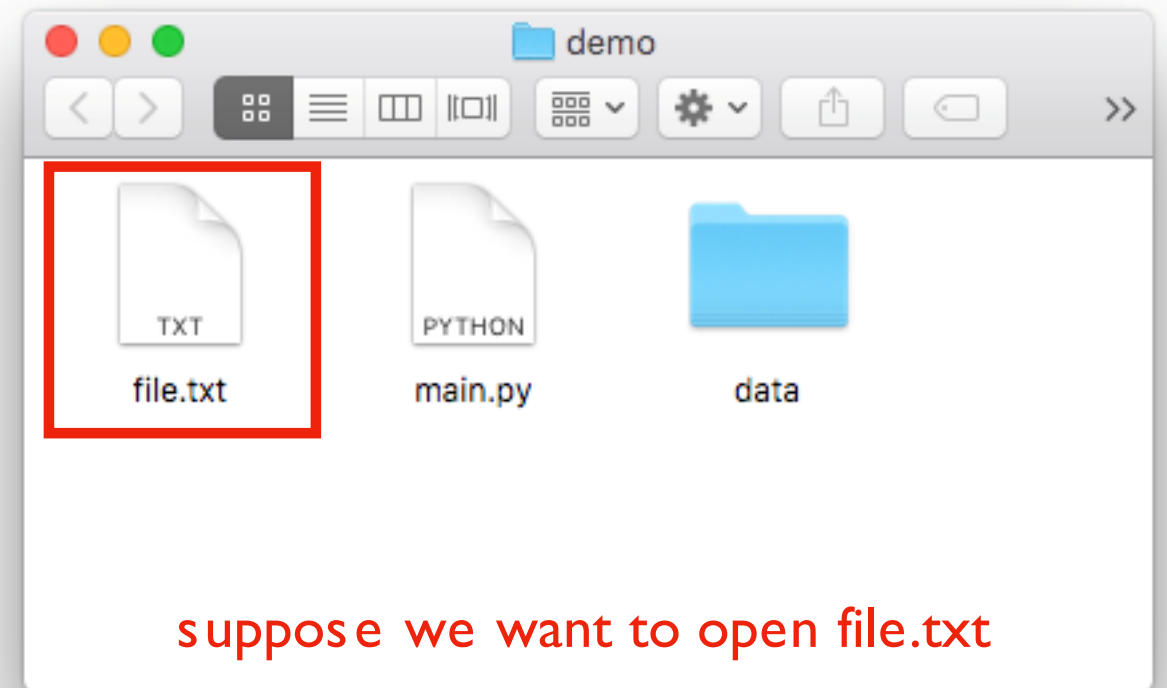 demo
TXT
PYTHON
file.txt
main.py
data
suppose we want to open file.txt